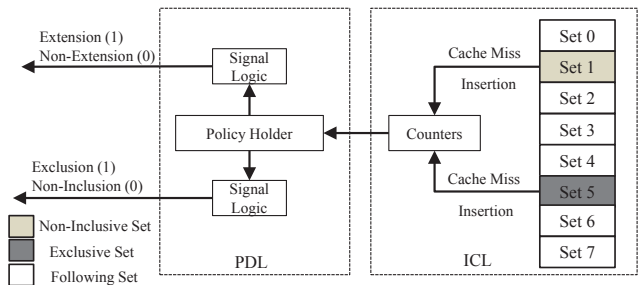 Extension (1)
Non-Extension (0)
Signal
Logic
Policy Holder
Exclusion (1)
Non-Inclusion (0)
Signal
Logic
PDL
Non-Inclusive Set
Exclusive Set
Following Set
Cache Miss
Insertion
Counters
Cache Miss
Insertion
ICL
Set 0
Set 1
Set 2
Set 3
Set 4
Set 5
Set 6
Set 7